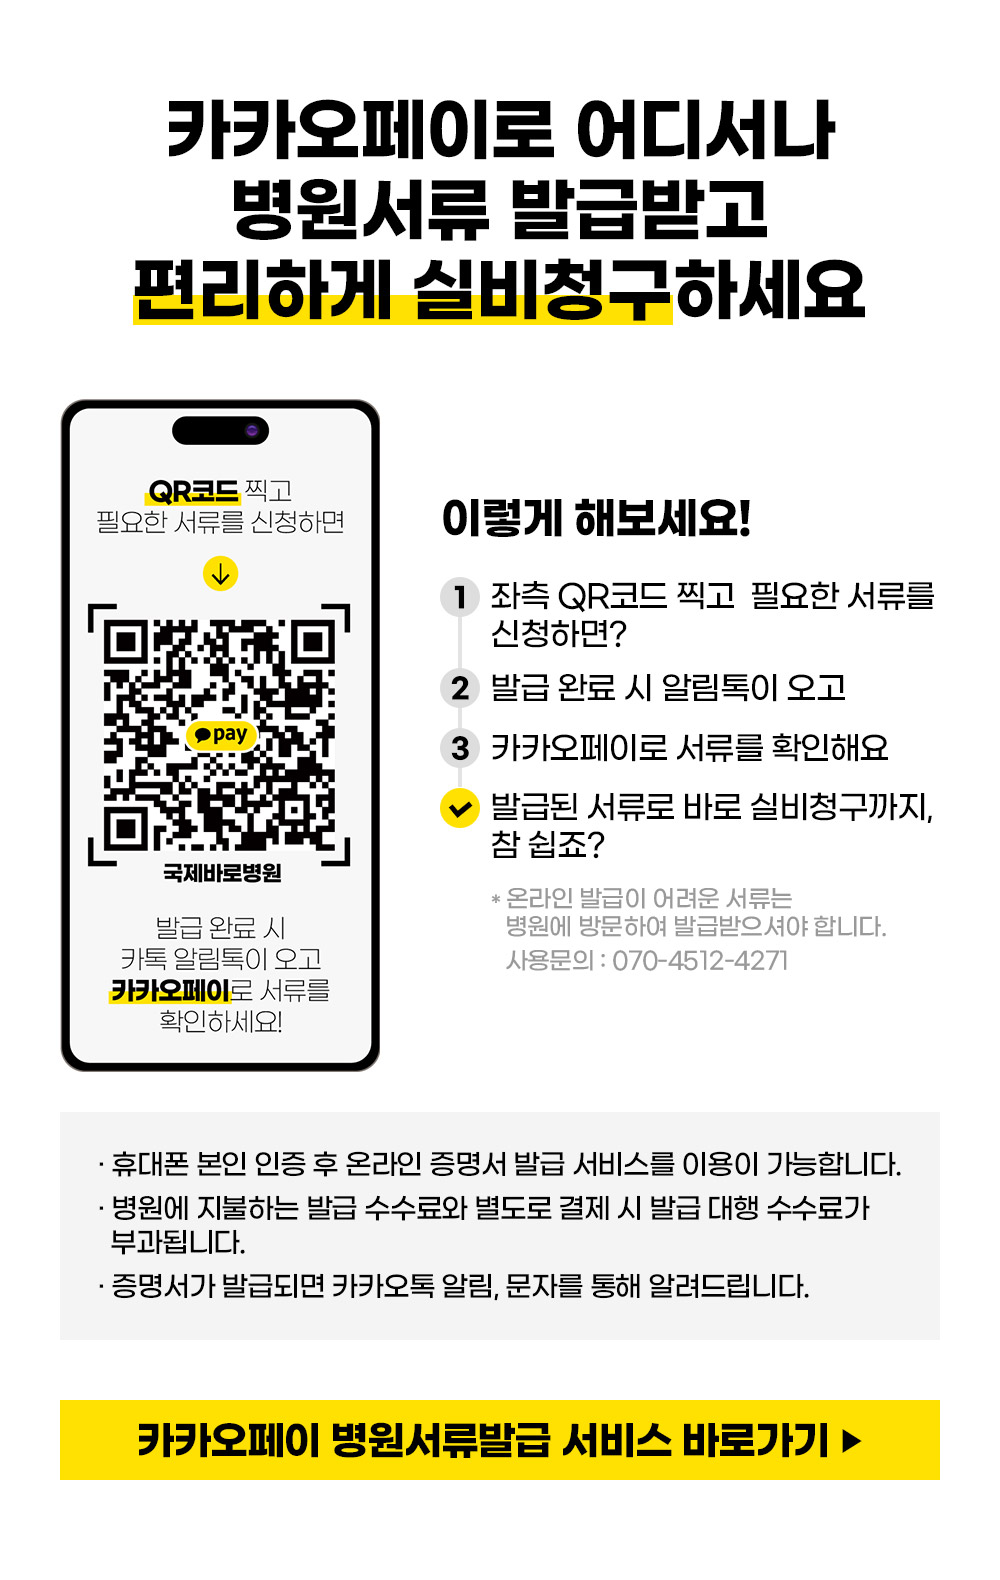 카카오페이로 어디서나
병원서류 발급받고
편리하게 실비청구하세요
QR코드 찍고
필요한 서류를 신청하면
pay
국제바로병원
발급 완료 시
카톡 알림톡이 오고
카카오페이로 서류를
확인하세요!
이렇게 해보세요!
1 좌측 QR코드 찍고 필요한 서류를
신청하면?
2 발급 완료 시 알림톡이 오고
3 카카오페이로 서류를 확인해요
발급된 서류로 바로 실비청구까지,
참 쉽죠?
* 온라인 발급이 어려운 서류는
병원에 방문하여 발급받으셔야 합니다.
사용문의 : 070-4512-4271
· 휴대폰 본인 인증 후 온라인 증명서 발급 서비스를 이용이 가능합니다.
· 병원에 지불하는 발급 수수료와 별도로 결제 시 발급 대행 수수료가
부과됩니다.
· 증명서가 발급되면 카카오톡 알림, 문자를 통해 알려드립니다.
카카오페이 병원서류발급 서비스 바로가기 ▶